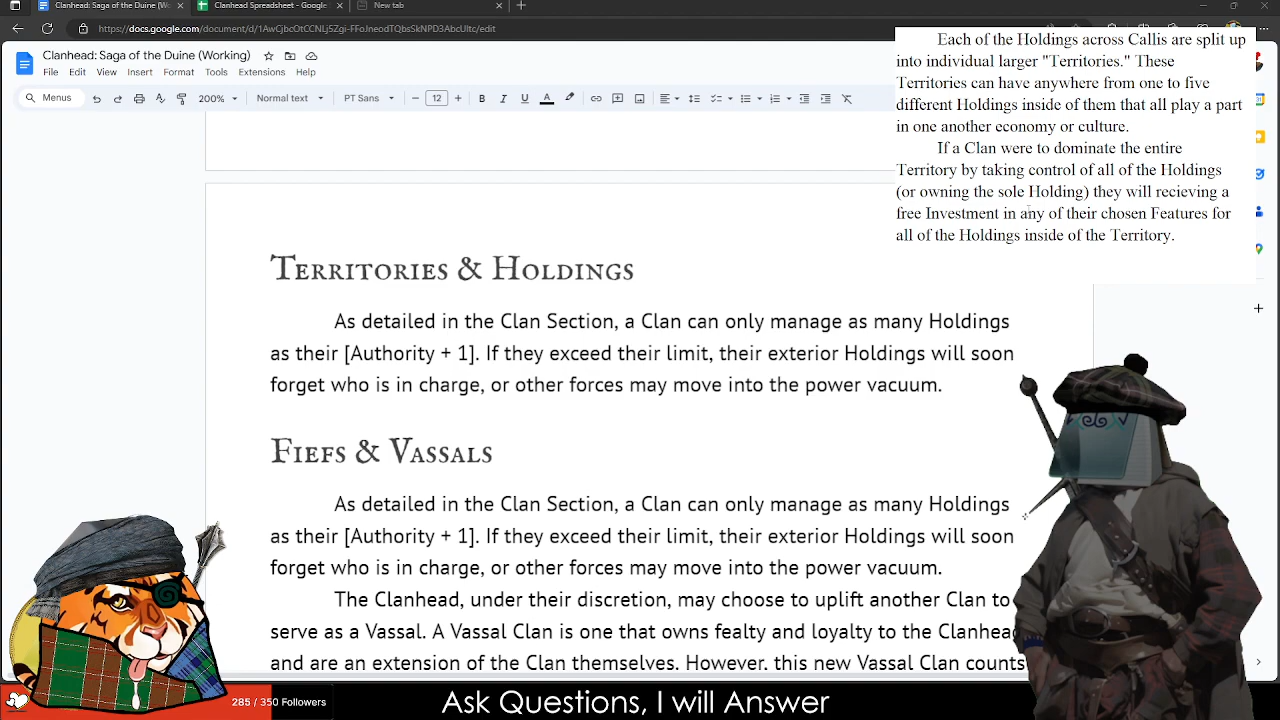 Clanhead: Saga of the Duine (Wo
Clanhead Spreadsheet - Google
New tab
https://docs.google.com/document/d/1AwCjbcOtCCNLj5Zgi-FFoJneodTQbsSkNPD3AbcUltc/edit
Clanhead: Saga of the Duine (Working)
File Edit View Insert Format Tools Extensions Help
Menus 200% Normal text PT Sans 12 B I U A
Each of the Holdings across Callis are split up
into individual larger "Territories." These
Territories can have anywhere from one to five
different Holdings inside of them that all play a part
in one another economy or culture.
If a Clan were to dominate the entire
Territory by taking control of all of the Holdings
(or owning the sole Holding) they will recieving a
free Investment in any of their chosen Features for
all of the Holdings inside of the Territory.
Territories & Holdings
As detailed in the Clan Section, a Clan can only manage as many Holdings
as their [Authority + 1]. If they exceed their limit, their exterior Holdings will soon
forget who is in charge, or other forces may move into the power vacuum.
Fiefs & Vassals
As detailed in the Clan Section, a Clan can only manage as many Holdings
as their [Authority + 1]. If they exceed their limit, their exterior Holdings will soon
forget who is in charge, or other forces may move into the power vacuum.
The Clanhead, under their discretion, may choose to uplift another Clan to
serve as a Vassal. A Vassal Clan is one that owns fealty and loyalty to the Clanhead
and are an extension of the Clan themselves. However, this new Vassal Clan counts
285 / 350 Followers
Ask Questions, I will Answer